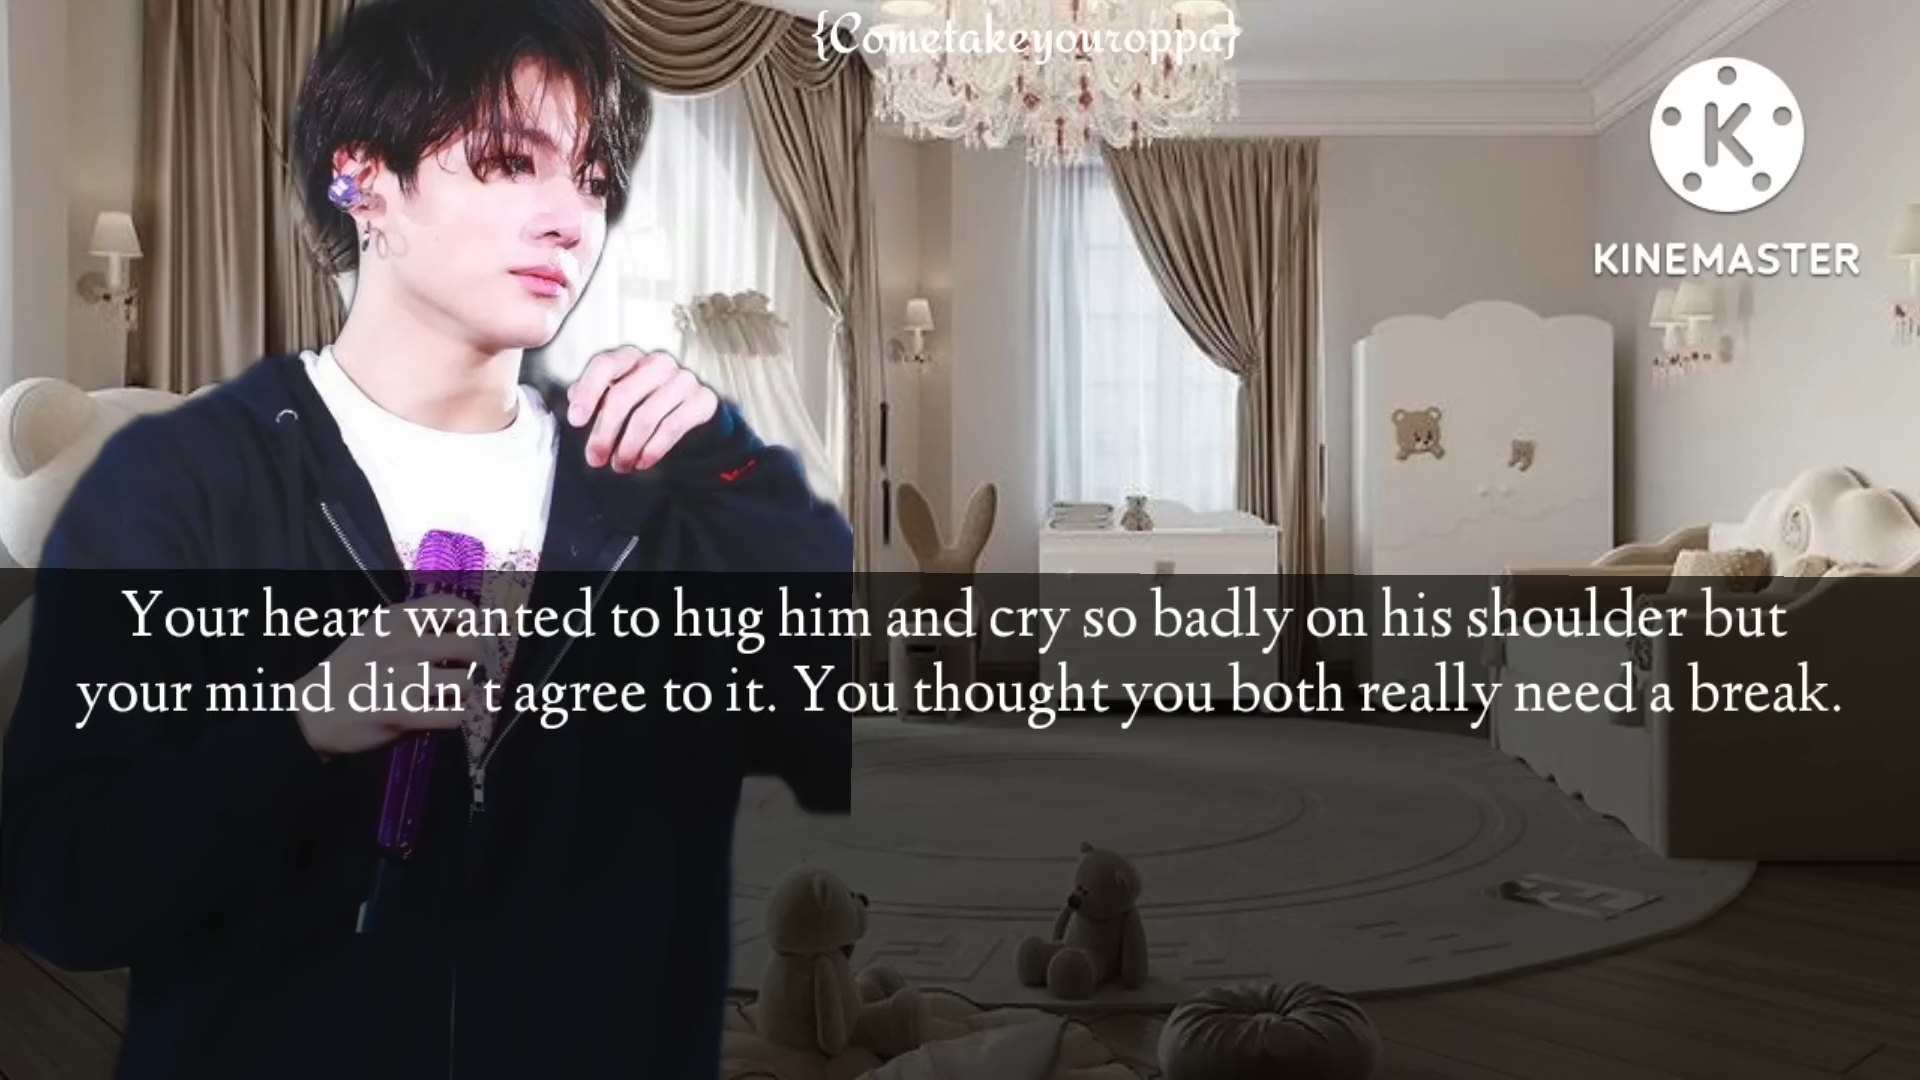 {Cometakeyouroppa}
K
KINEMASTER
Your heart wanted to hug him and cry so badly on his shoulder but
your mind didn't agree to it. You thought you both really need a break.